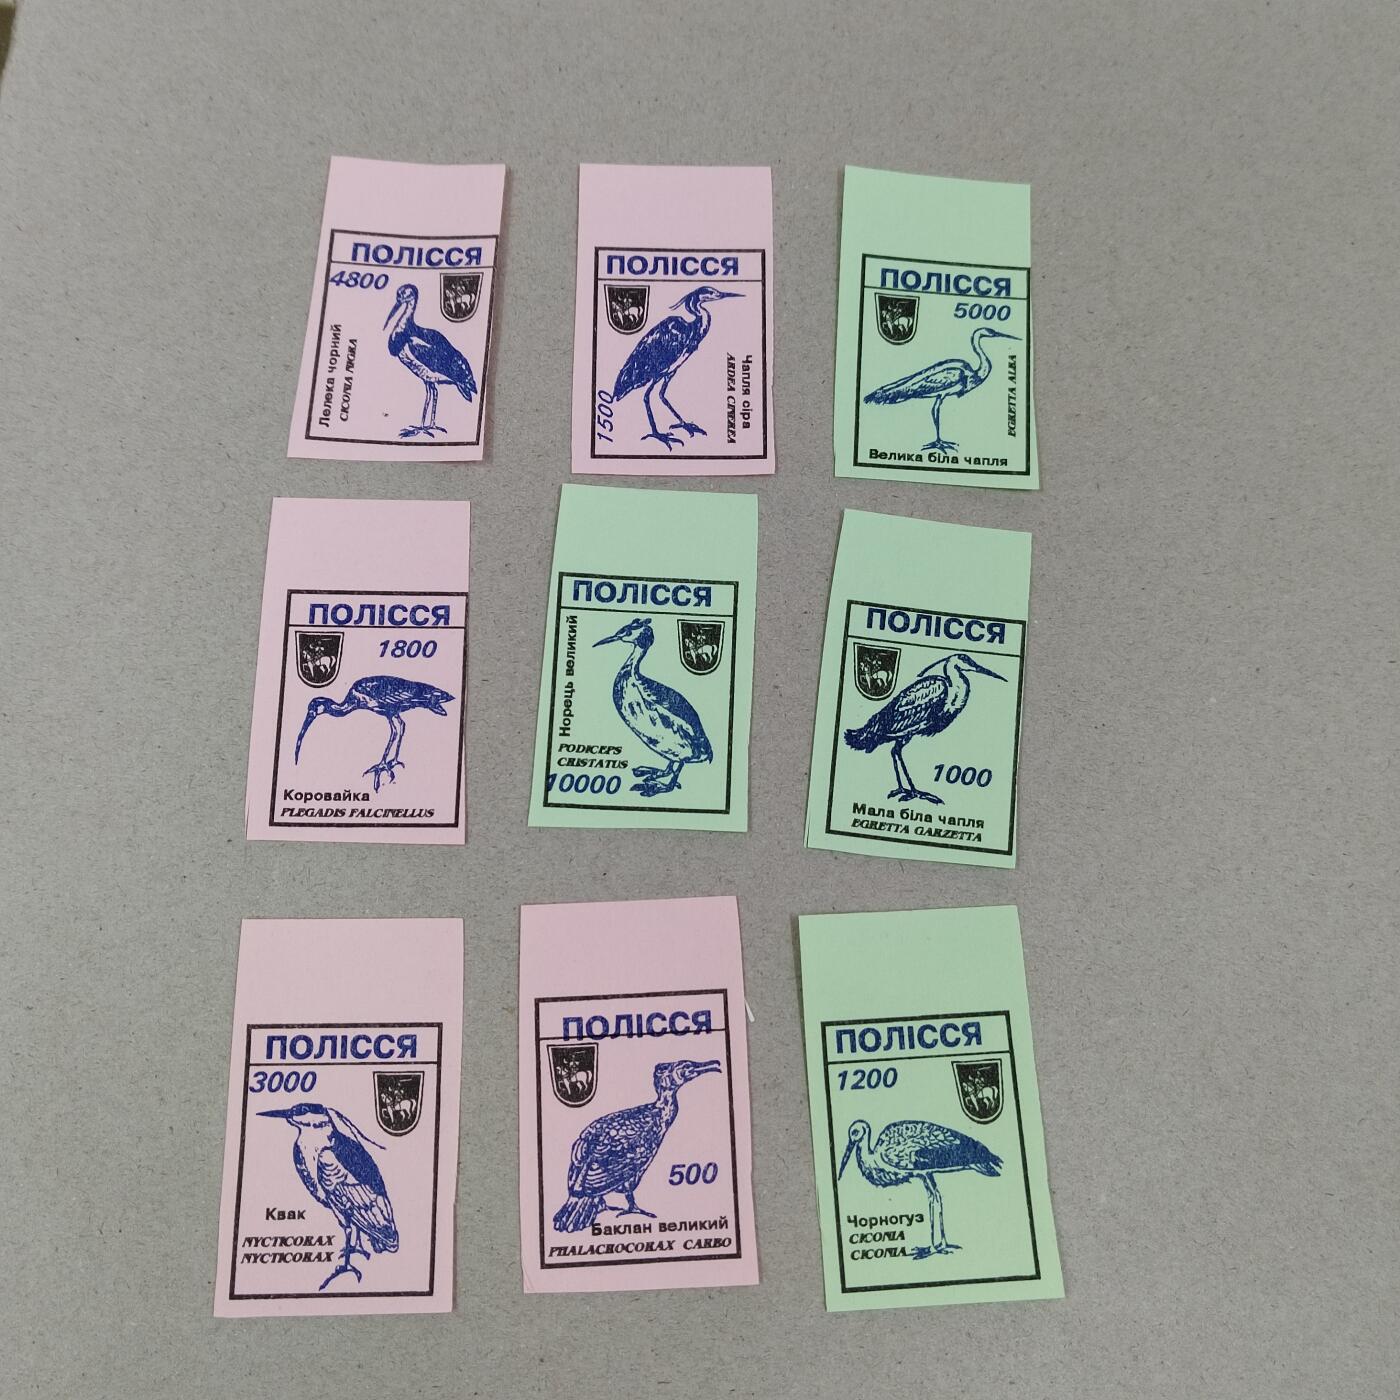 ПОЛІССЯ
4800
Лелека чорний
CICONIA NIGRA
ПОЛІССЯ
1500
Чапля сіра
ARDEA CINEREA
ПОЛІССЯ
5000
EGRETTA ALBA
Велика біла чапля
ПОЛІССЯ
1800
Коровайка
PLEGADIS FALCINELLUS
ПОЛІССЯ
Норець великий
PODICEPS
CRISTATUS
10000
ПОЛІССЯ
1000
Мала біла чапля
EGRETTA GARZETTA
ПОЛІССЯ
3000
Квак
NYCTICORAX
NYCTICORAX
ПОЛІССЯ
500
Баклан великий
PHALACROCORAX CARBO
ПОЛІССЯ
1200
Чорногуз
CICONIA
CICONIA